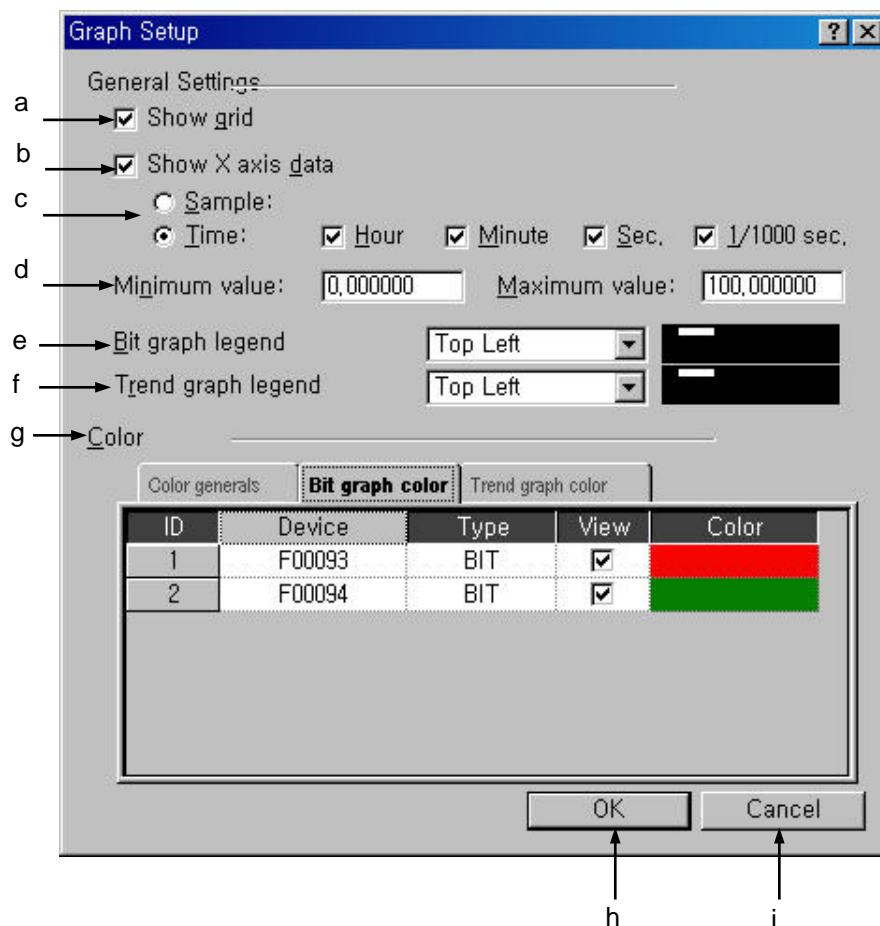 Graph Setup
General Settings
a
Show grid
b
Show X axis data
c
Sample:
Time: Hour Minute Sec. 1/1000 sec.
d
Minimum value: 0.000000 Maximum value: 100.000000
e
Bit graph legend Top Left
f
Trend graph legend Top Left
g
Color
Color generals Bit graph color Trend graph color
ID Device Type View Color
1 F00093 BIT
2 F00094 BIT
OK Cancel
h i